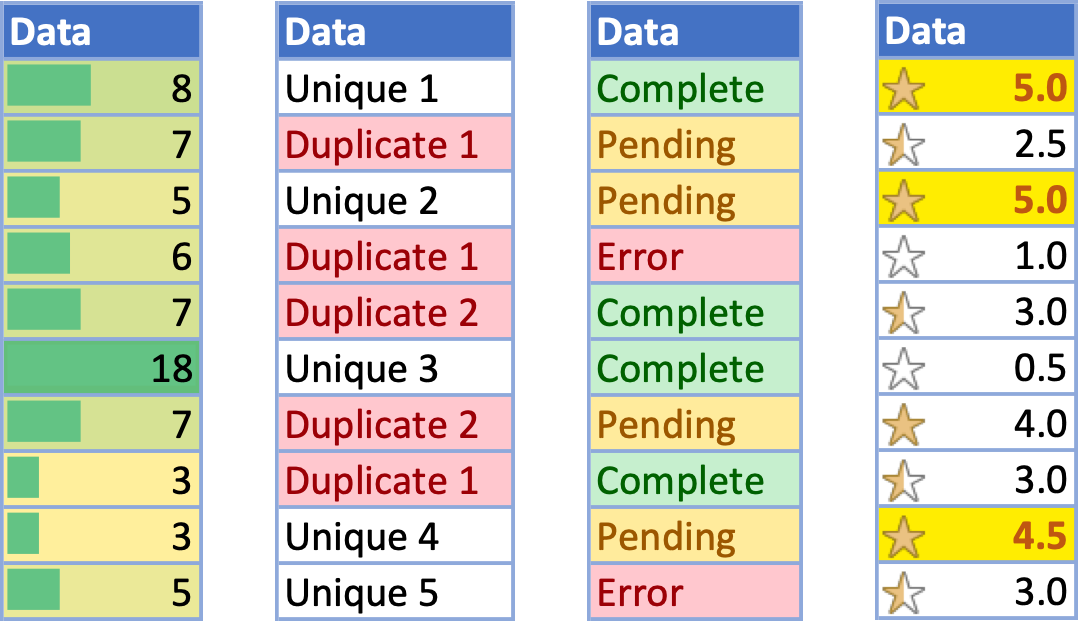 Data Data Data Data
8 Unique 1 Complete 5.0
7 Duplicate 1 Pending 2.5
5 Unique 2 Pending 5.0
6 Duplicate 1 Error 1.0
7 Duplicate 2 Complete 3.0
18 Unique 3 Complete 0.5
7 Duplicate 2 Pending 4.0
3 Duplicate 1 Complete 3.0
3 Unique 4 Pending 4.5
5 Unique 5 Error 3.0